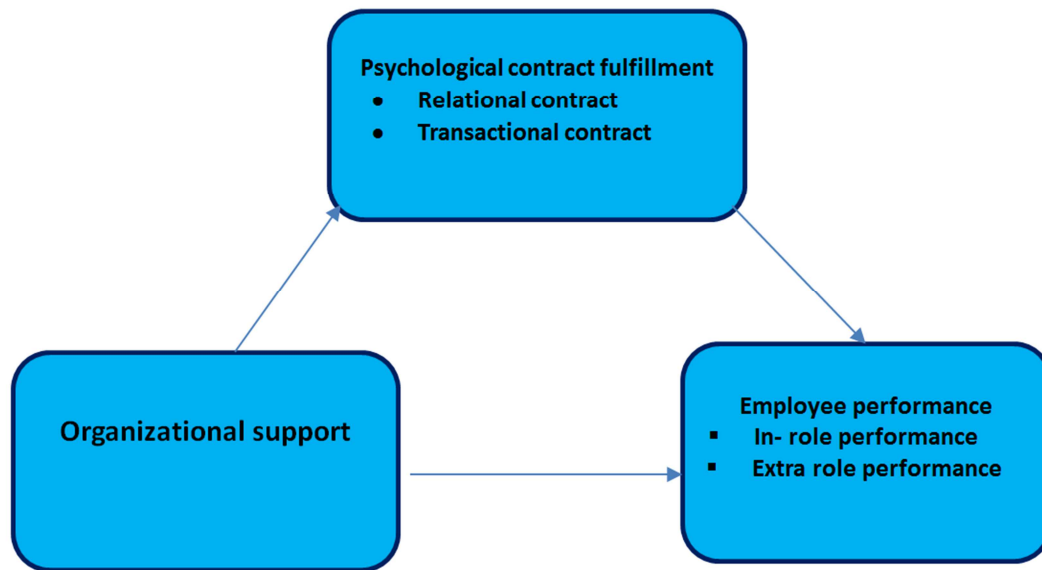 Psychological contract fulfillment
● Relational contract
● Transactional contract
Organizational support
Employee performance
▪ In- role performance
▪ Extra role performance